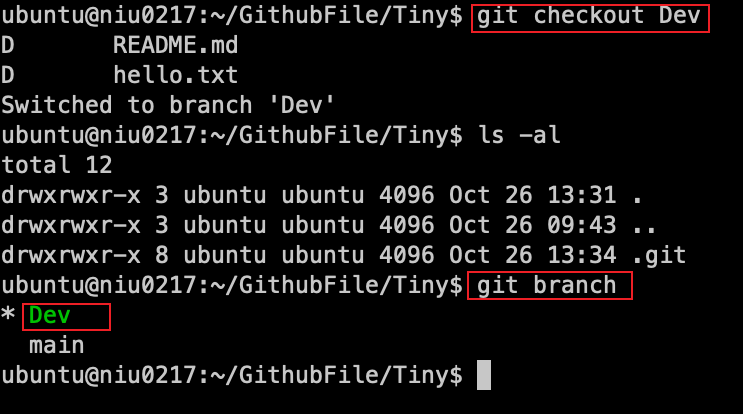 ubuntu@niu0217:~/GithubFile/Tiny$ git checkout Dev
D       README.md
D       hello.txt
Switched to branch 'Dev'
ubuntu@niu0217:~/GithubFile/Tiny$ ls -al
total 12
drwxrwxr-x 3 ubuntu ubuntu 4096 Oct 26 13:31 .
drwxrwxr-x 3 ubuntu ubuntu 4096 Oct 26 09:43 ..
drwxrwxr-x 8 ubuntu ubuntu 4096 Oct 26 13:34 .git
ubuntu@niu0217:~/GithubFile/Tiny$ git branch
* Dev
  main
ubuntu@niu0217:~/GithubFile/Tiny$